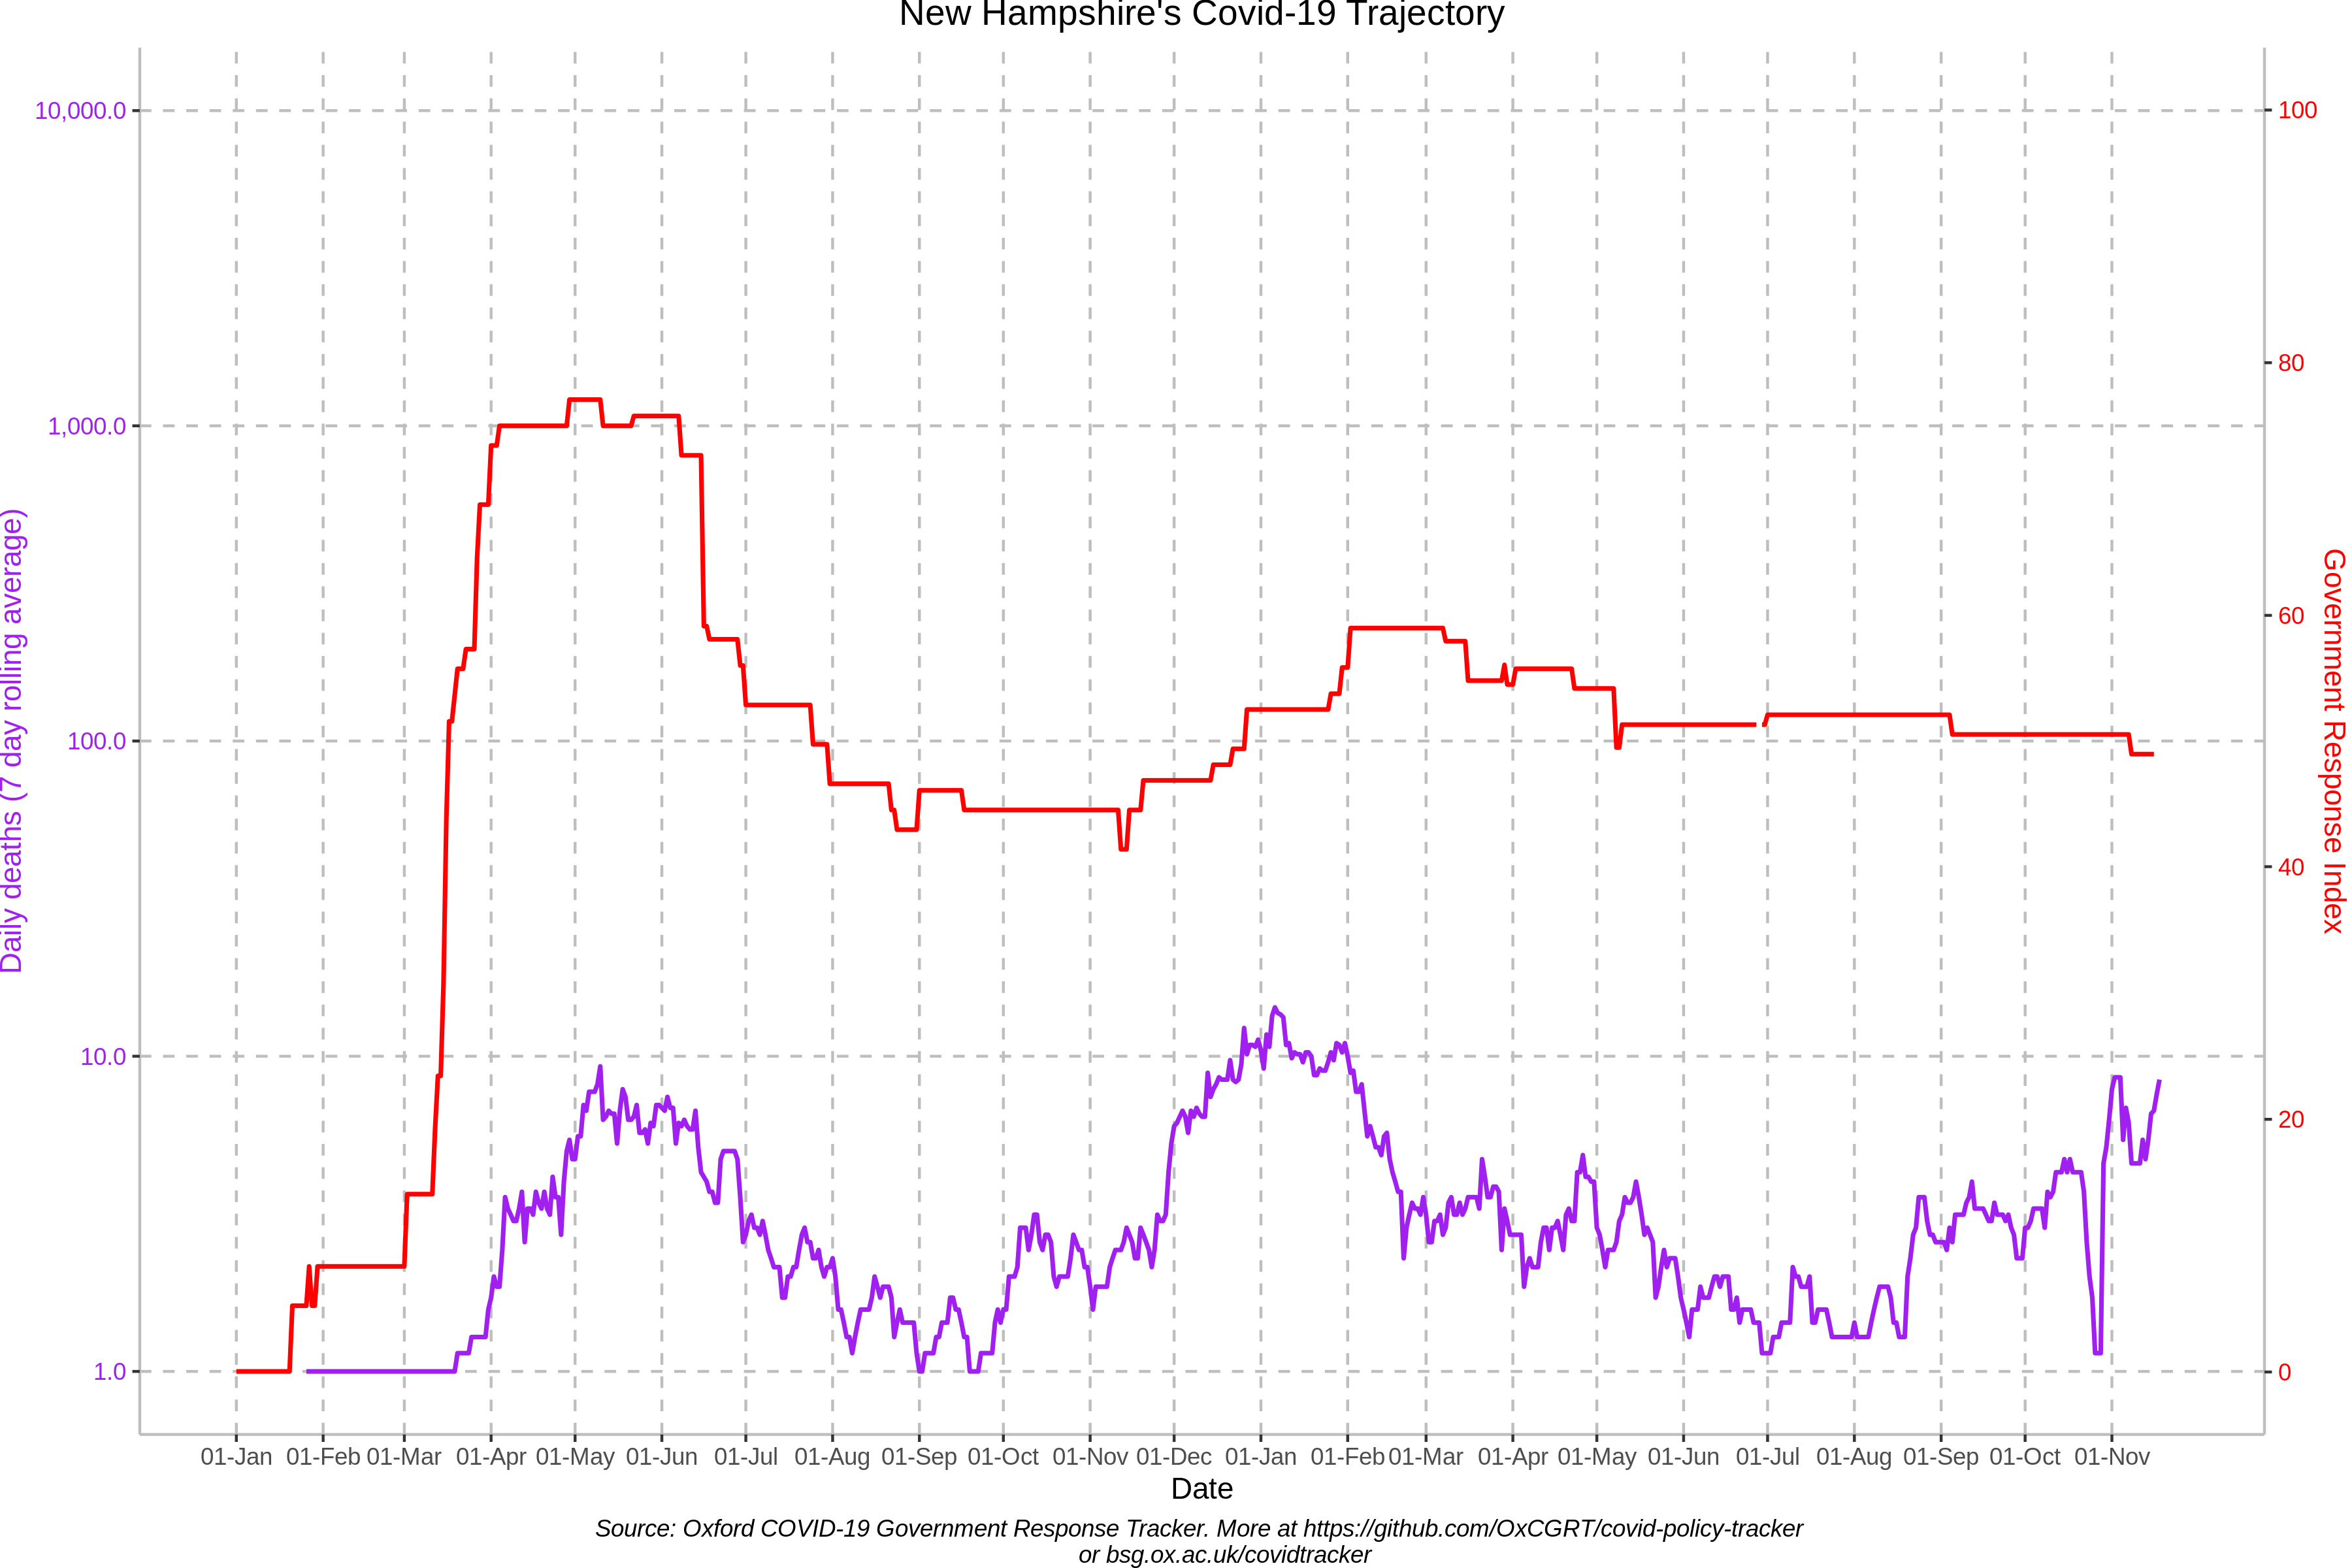 New Hampshire's Covid-19 Trajectory
10,000.0
1,000.0
100.0
10.0
1.0
Daily deaths (7 day rolling average)
100
80
60
40
20
0
Government Response Index
01-Jan 01-Feb 01-Mar 01-Apr 01-May 01-Jun 01-Jul 01-Aug 01-Sep 01-Oct 01-Nov 01-Dec 01-Jan 01-Feb 01-Mar 01-Apr 01-May 01-Jun 01-Jul 01-Aug 01-Sep 01-Oct 01-Nov
Date
Source: Oxford COVID-19 Government Response Tracker. More at https://github.com/OxCGRT/covid-policy-tracker
or bsg.ox.ac.uk/covidtracker